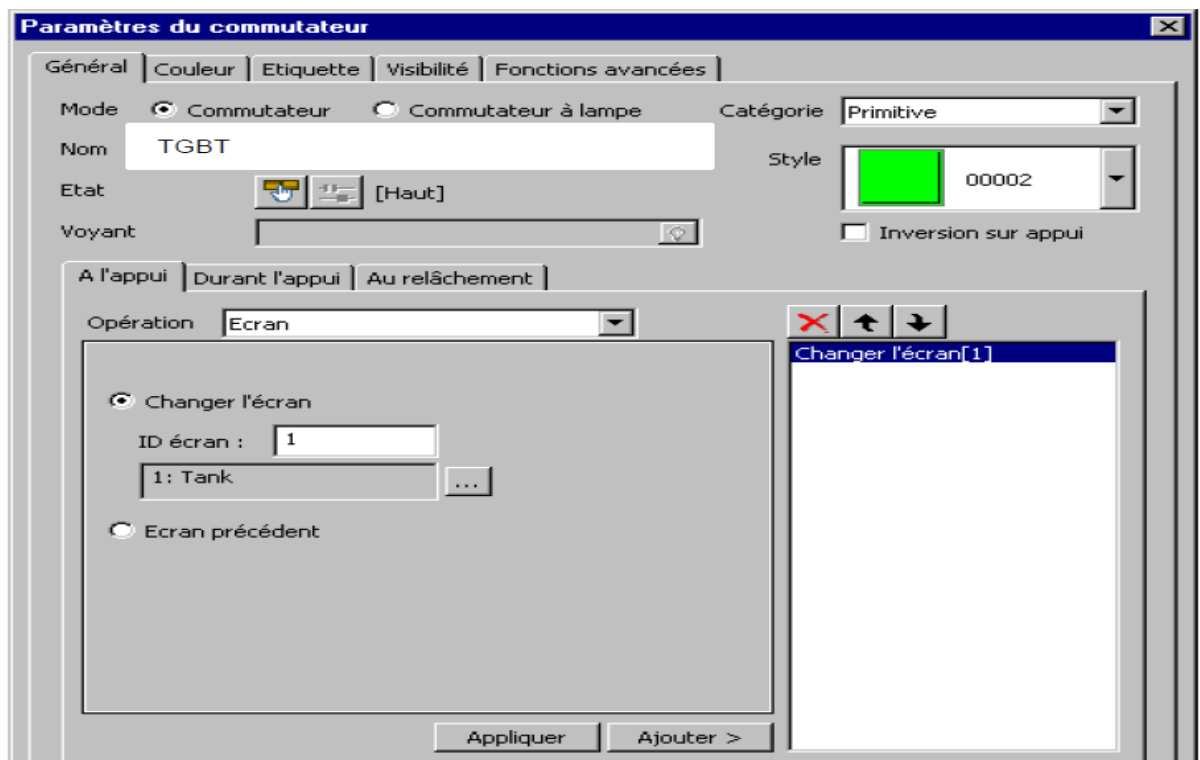 Paramètres du commutateur
Général Couleur Etiquette Visibilité Fonctions avancées
Mode Commutateur Commutateur à lampe Catégorie Primitive
Nom TGBT
Style 00002
Etat [Haut]
Voyant Inversion sur appui
A l'appui Durant l'appui Au relâchement
Opération Ecran
Changer l'écran[1]
Changer l'écran
ID écran : 1
1: Tank ...
Ecran précédent
Appliquer Ajouter >